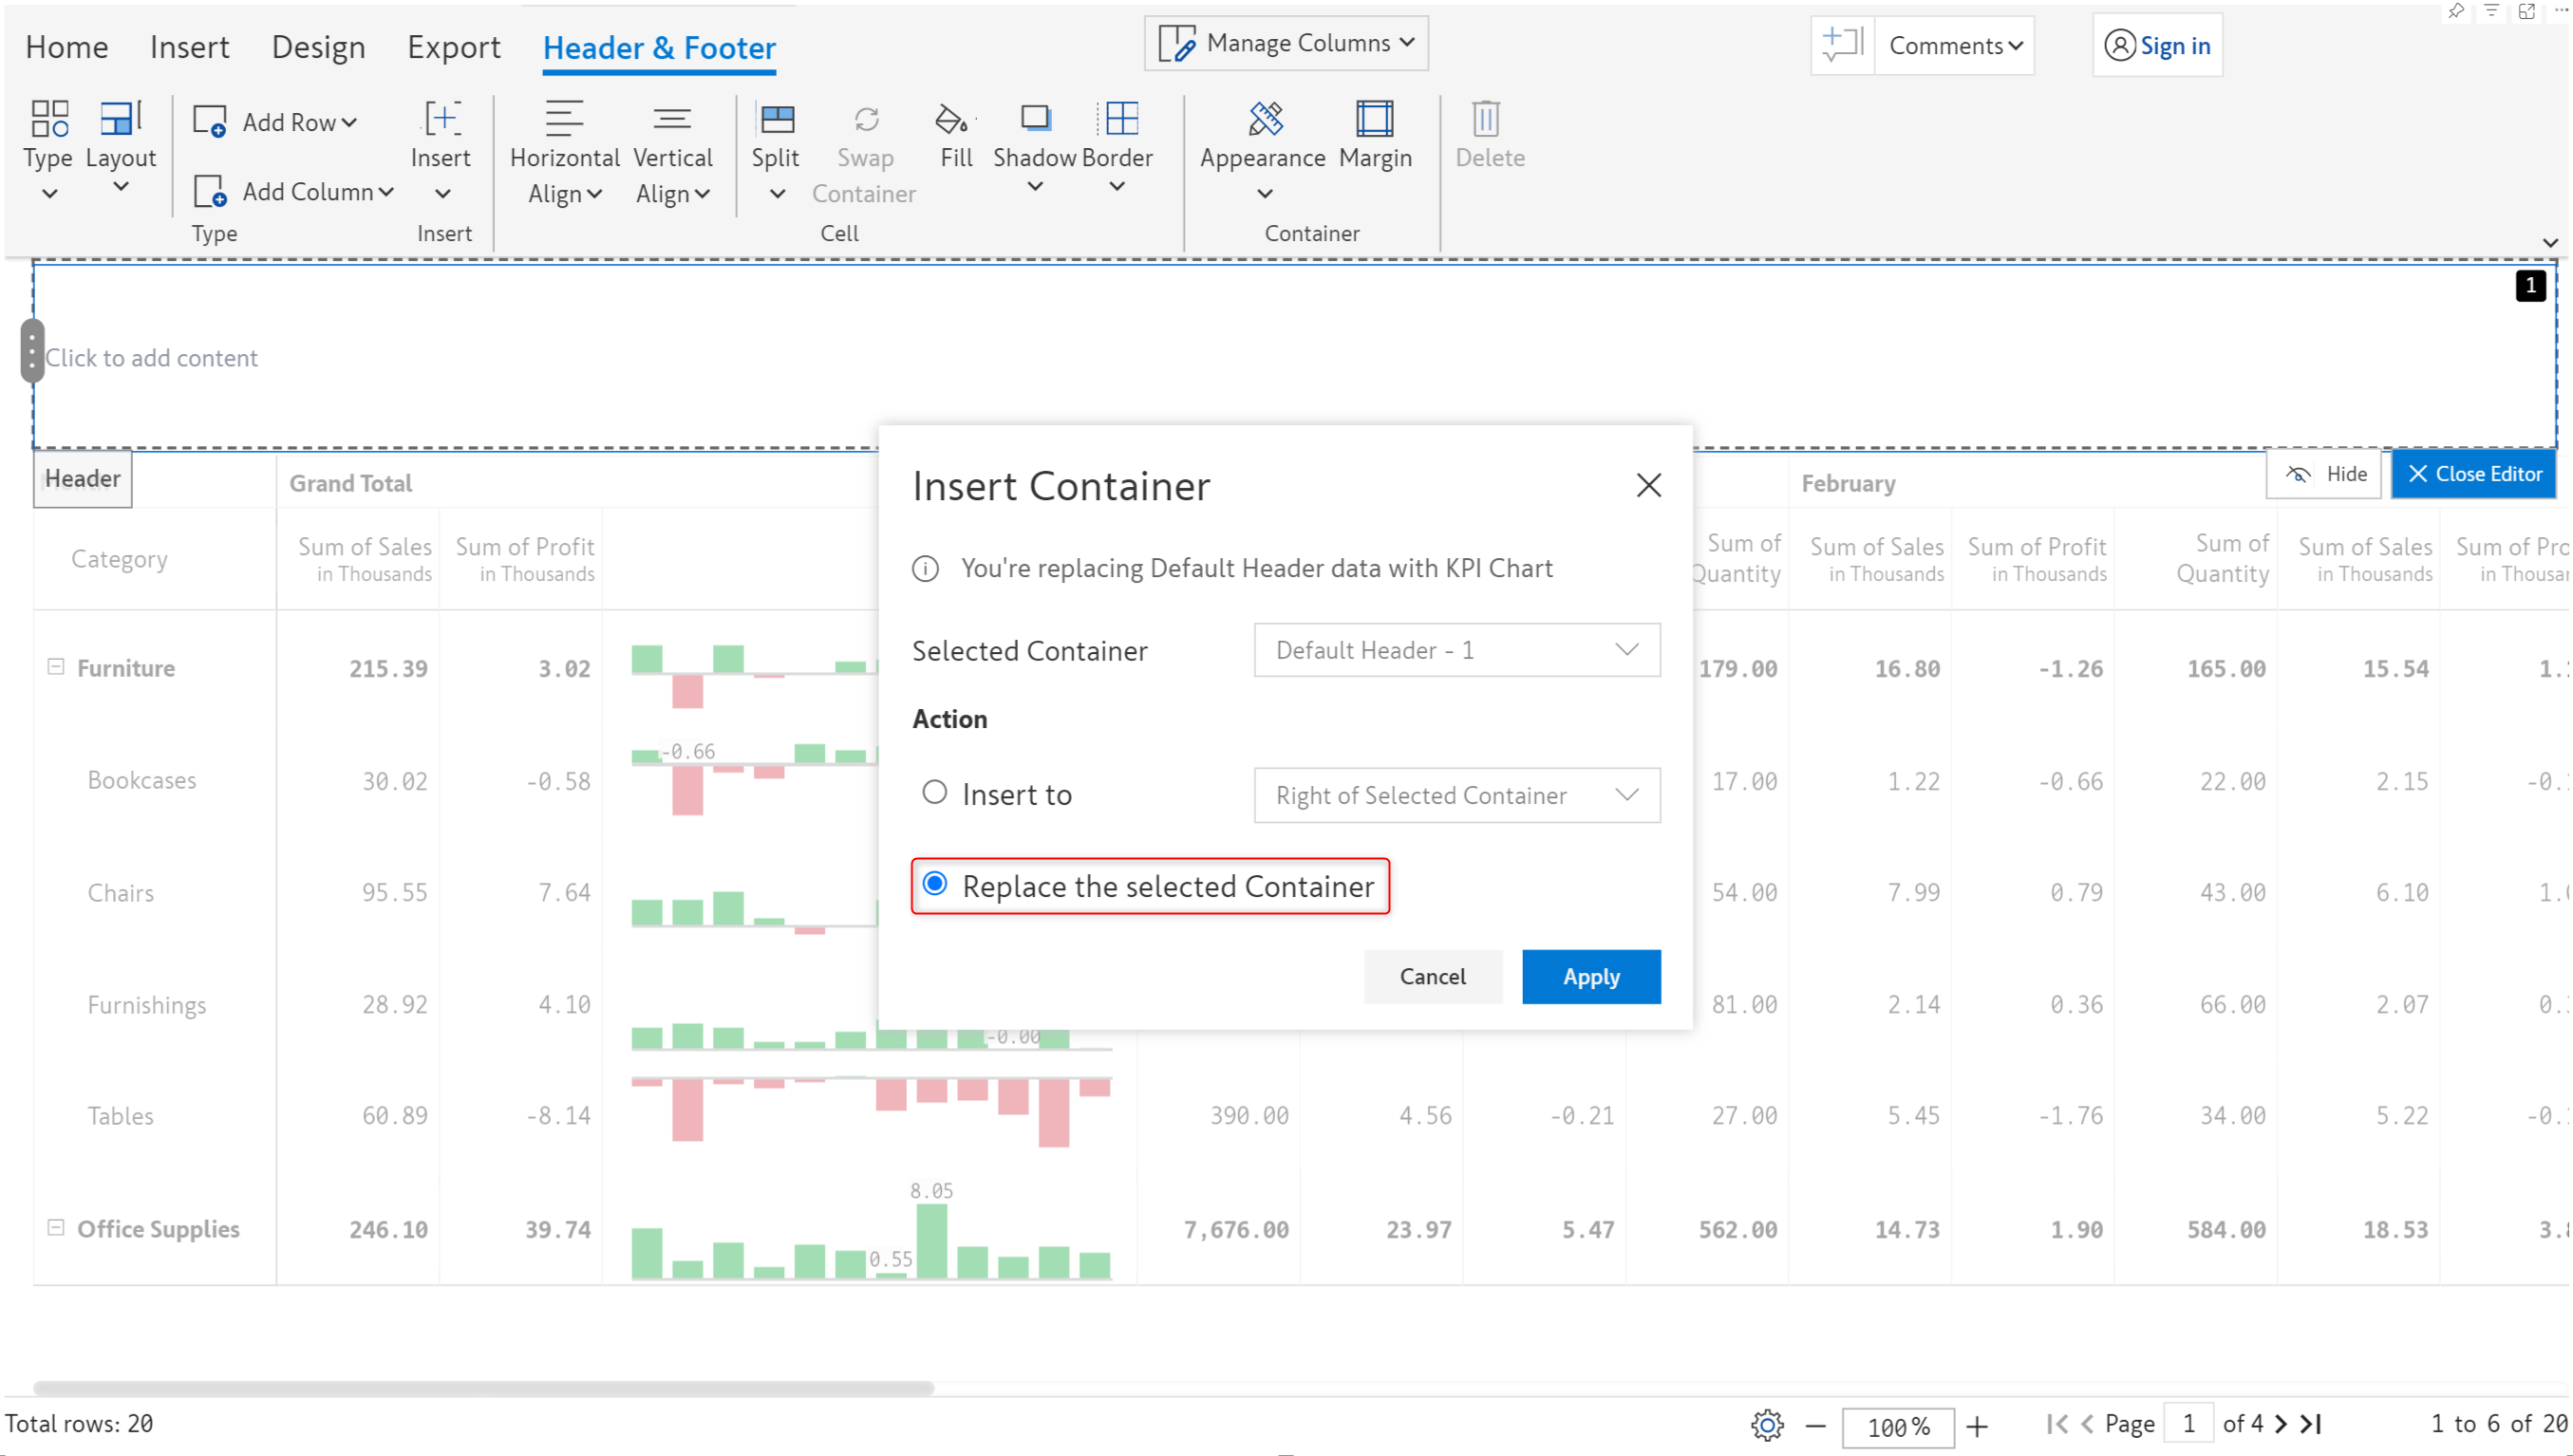 Home Insert Design Export Header & Footer Manage Columns Comments Sign in
Type Layout Add Row Add Column Insert Horizontal Align Vertical Align Split Swap Container Fill Shadow Border Appearance Margin Delete
Type Insert Cell Container
1
Click to add content
Header Grand Total February Hide Close Editor
Category Sum of Sales in Thousands Sum of Profit in Thousands Sum of Quantity Sum of Sales in Thousands Sum of Profit in Thousands Sum of Quantity Sum of Sales in Thousands Sum of
Insert Container
You're replacing Default Header data with KPI Chart
Selected Container Default Header - 1
Action
Insert to Right of Selected Container
Replace the selected Container
Cancel Apply
Furniture 215.39 3.02 179.00 16.80 -1.26 165.00 15.54
-0.66
Bookcases 30.02 -0.58 17.00 1.22 -0.66 22.00 2.15
Chairs 95.55 7.64 54.00 7.99 0.79 43.00 6.10
Furnishings 28.92 4.10 81.00 2.14 0.36 66.00 2.07
-0.00
Tables 60.89 -8.14 390.00 4.56 -0.21 27.00 5.45 -1.76 34.00 5.22
8.05
Office Supplies 246.10 39.74 0.55 7,676.00 23.97 5.47 562.00 14.73 1.90 584.00 18.53
Total rows: 20 100% Page 1 of 4 1 to 6 of 20